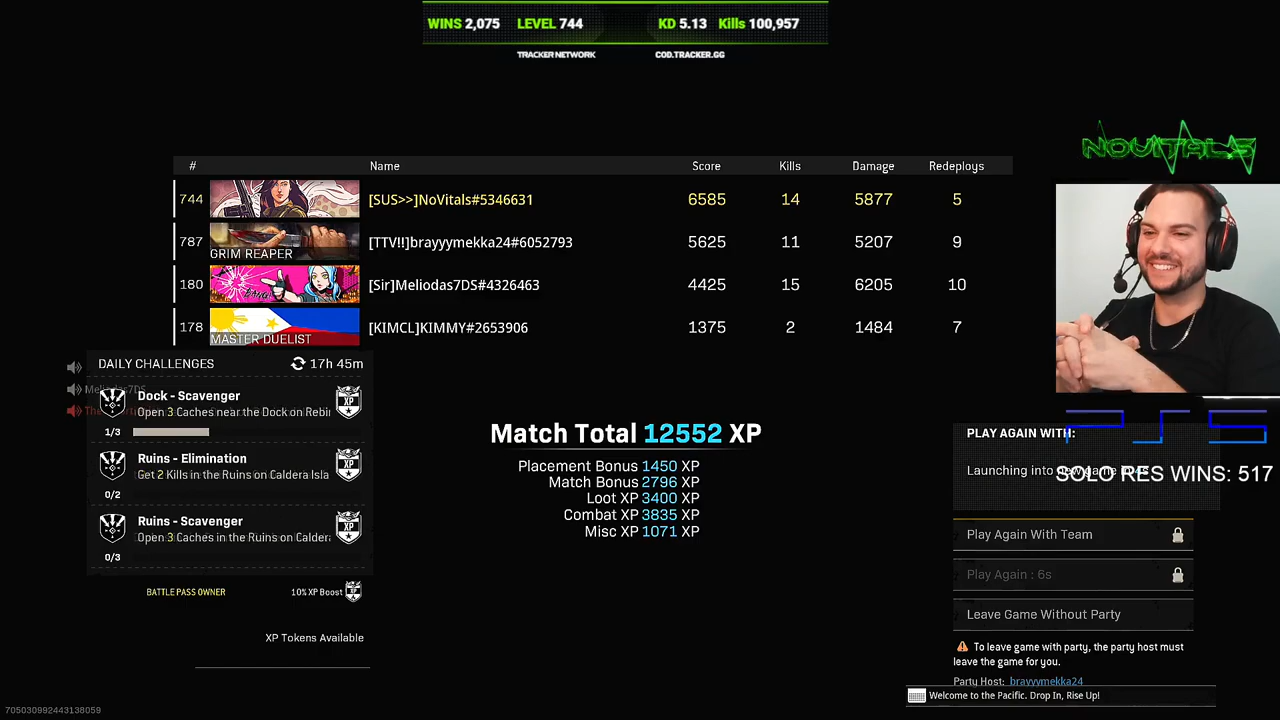 WINS 2,075 LEVEL 744 KD 5.13 Kills 100,957
TRACKER NETWORK COD.TRACKER.GG
NOVITALS
# Name Score Kills Damage Redeploys
744 [SUS>>]NoVitals#5346631 6585 14 5877 5
787 GRIM REAPER [TTV!!]brayyymekka24#6052793 5625 11 5207 9
180 [Sir]Meliodas7DS#4326463 4425 15 6205 10
178 MASTER DUELIST [KIMCL]KIMMY#2653906 1375 2 1484 7
DAILY CHALLENGES 17h 45m
Meliodas7DS
Dock - Scavenger
Open 3 Caches near the Dock on Rebir
1/3
Ruins - Elimination
Get 2 Kills in the Ruins on Caldera Isla
0/2
Ruins - Scavenger
Open 3 Caches in the Ruins on Caldera
0/3
BATTLE PASS OWNER 10% XP Boost
XP Tokens Available
Match Total 12552 XP
Placement Bonus 1450 XP
Match Bonus 2796 XP
Loot XP 3400 XP
Combat XP 3835 XP
Misc XP 1071 XP
PS5
PLAY AGAIN WITH:
Launching into new game in
SOLO RES WINS: 517
Play Again With Team
Play Again : 6s
Leave Game Without Party
To leave game with party, the party host must
leave the game for you.
Party Host: brayyymekka24
Welcome to the Pacific. Drop In, Rise Up!
705030992443138059